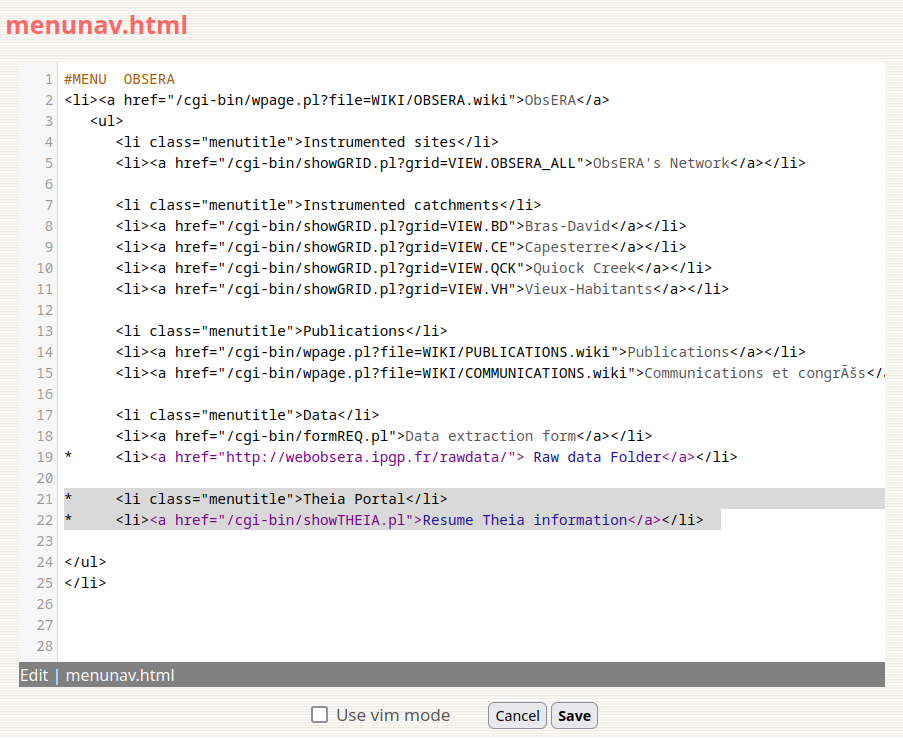 menunav.html
1 #MENU  OBSERA
2 <li><a href="/cgi-bin/wpage.pl?file=WIKI/OBSERA.wiki">ObsERA</a>
3    <ul>
4       <li class="menutitle">Instrumented sites</li>
5       <li><a href="/cgi-bin/showGRID.pl?grid=VIEW.OBSERA_ALL">ObsERA's Network</a></li>
6
7       <li class="menutitle">Instrumented catchments</li>
8       <li><a href="/cgi-bin/showGRID.pl?grid=VIEW.BD">Bras-David</a></li>
9       <li><a href="/cgi-bin/showGRID.pl?grid=VIEW.CE">Capesterre</a></li>
10       <li><a href="/cgi-bin/showGRID.pl?grid=VIEW.QCK">Quiock Creek</a></li>
11       <li><a href="/cgi-bin/showGRID.pl?grid=VIEW.VH">Vieux-Habitants</a></li>
12
13       <li class="menutitle">Publications</li>
14       <li><a href="/cgi-bin/wpage.pl?file=WIKI/PUBLICATIONS.wiki">Publications</a></li>
15       <li><a href="/cgi-bin/wpage.pl?file=WIKI/COMMUNICATIONS.wiki">Communications et congrÃšs</a
16
17       <li class="menutitle">Data</li>
18       <li><a href="/cgi-bin/formREQ.pl">Data extraction form</a></li>
19 *     <li><a href="http://webobsera.ipgp.fr/rawdata/"> Raw data Folder</a></li>
20
21 *     <li class="menutitle">Theia Portal</li>
22 *     <li><a href="/cgi-bin/showTHEIA.pl">Resume Theia information</a></li>
23
24 </ul>
25 </li>
26
27
28
Edit | menunav.html
Use vim mode Cancel Save